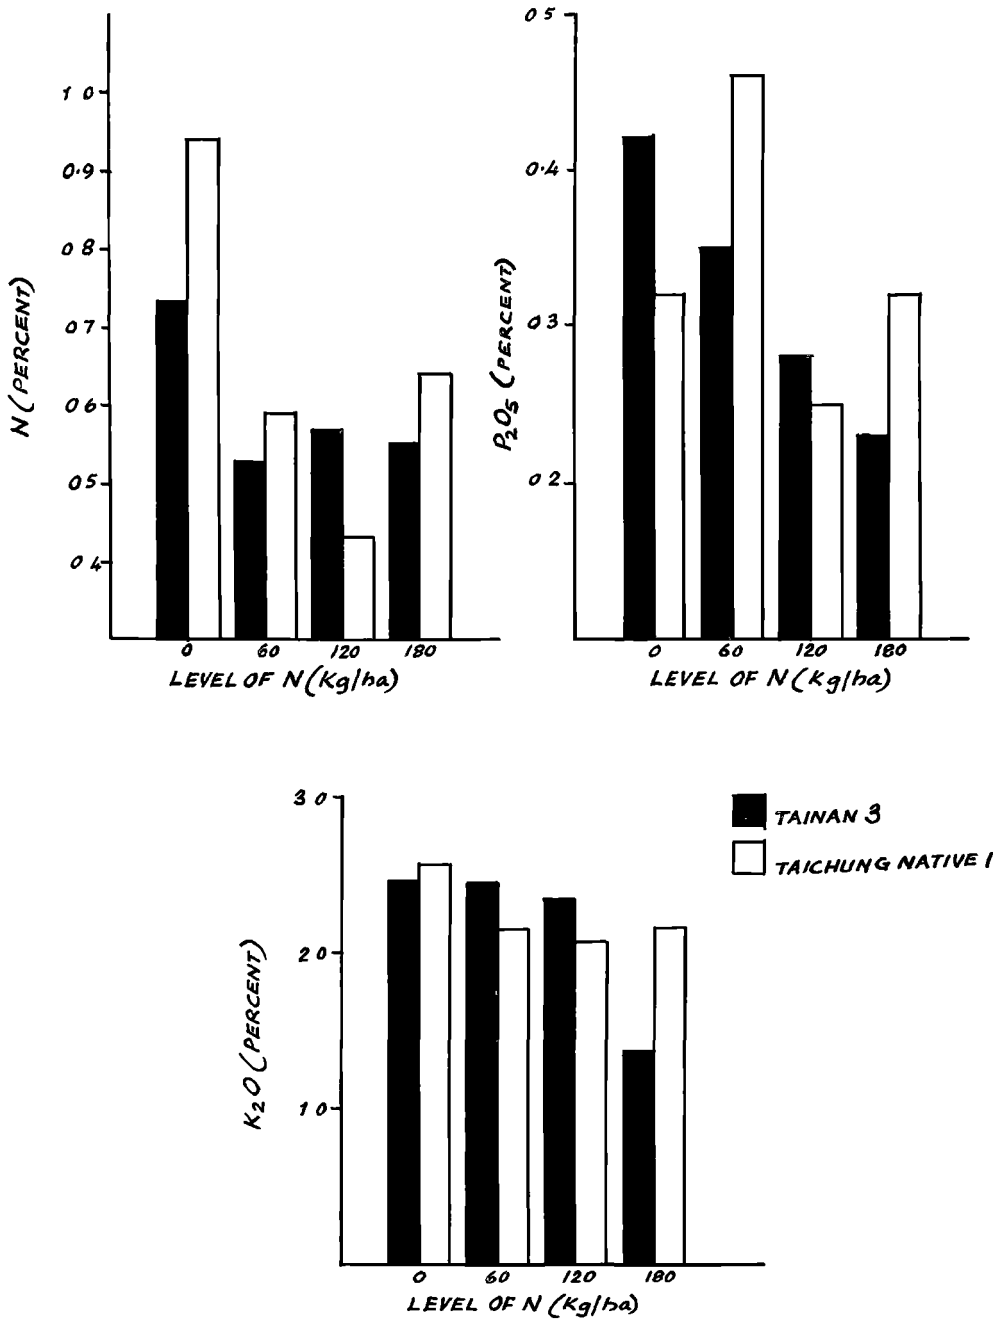 1 0
0.9
0 8
0 7
0 6
0 5
0 4
N (PERCENT)
0 60 120 180
LEVEL OF N (Kg/ha)
0 5
0.4
0 3
0 2
P2O5 (PERCENT)
0 60 120 180
LEVEL OF N (Kg/ha)
3 0
2 0
1 0
K2O (PERCENT)
0 60 120 180
LEVEL OF N (Kg/ha)
TAINAN 3
TAICHUNG NATIVE 1